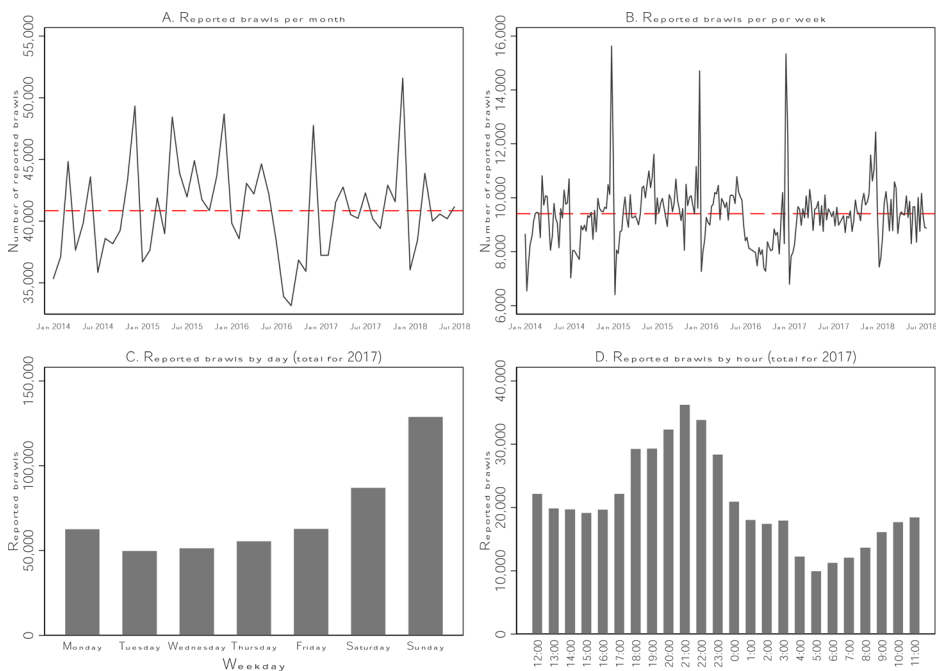 A. Reported brawls per month
Number of reported brawls
55,000
50,000
45,000
40,000
35,000
Jan 2014 Jul 2014 Jan 2015 Jul 2015 Jan 2016 Jul 2016 Jan 2017 Jul 2017 Jan 2018 Jul 2018
B. Reported brawls per per week
Number of reported brawls
16,000
14,000
12,000
10,000
8,000
6,000
Jan 2014 Jul 2014 Jan 2015 Jul 2015 Jan 2016 Jul 2016 Jan 2017 Jul 2017 Jan 2018 Jul 2018
C. Reported brawls by day (total for 2017)
Reported brawls
150,000
100,000
50,000
0
Monday Tuesday Wednesday Thursday Friday Saturday Sunday
Weekday
D. Reported brawls by hour (total for 2017)
Reported brawls
40,000
30,000
20,000
10,000
0
12:00 13:00 14:00 15:00 16:00 17:00 18:00 19:00 20:00 21:00 22:00 23:00 0:00 1:00 2:00 3:00 4:00 5:00 6:00 7:00 8:00 9:00 10:00 11:00